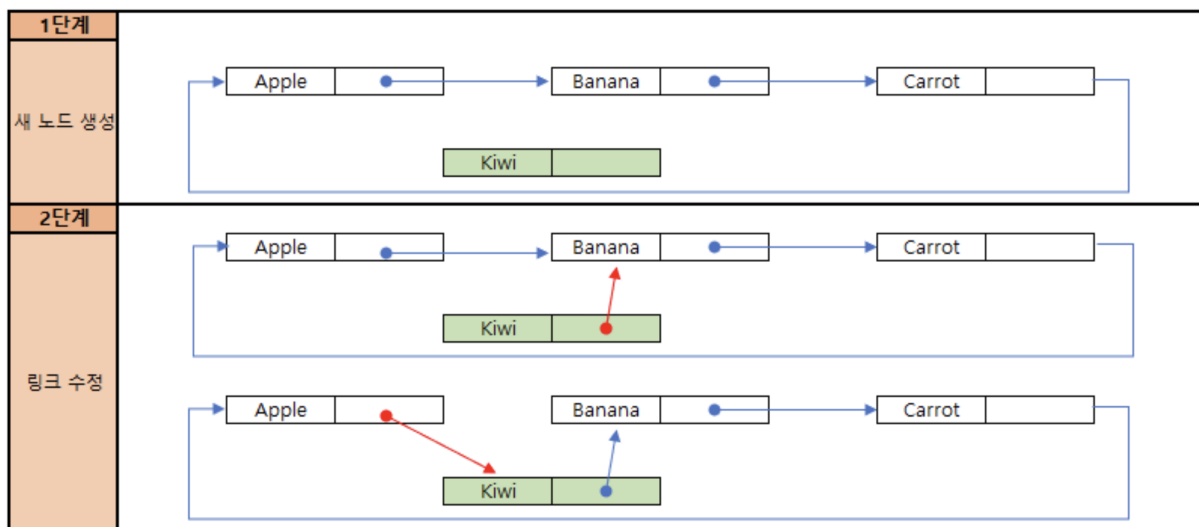 1단계
새 노드 생성
Apple
Banana
Carrot
Kiwi
2단계
링크 수정
Apple
Banana
Carrot
Kiwi
Apple
Banana
Carrot
Kiwi